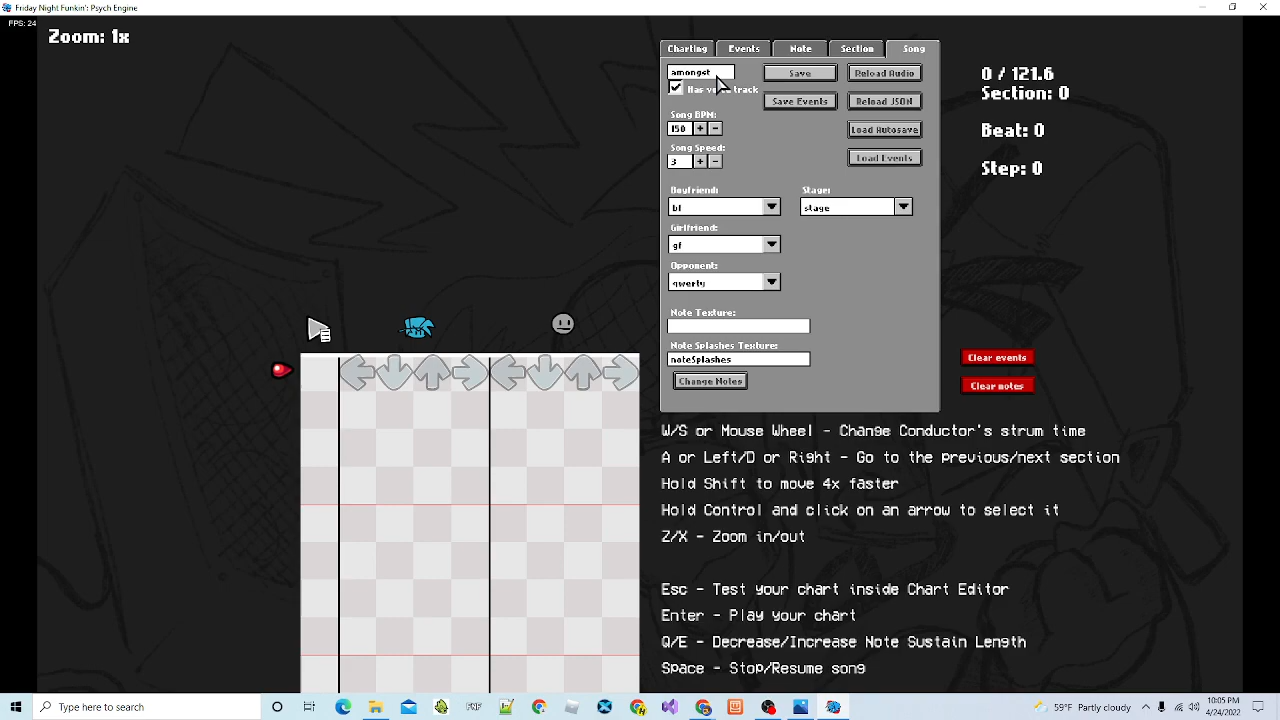 Friday Night Funkin': Psych Engine
FPS: 24
Zoom: 1x
Charting Events Note Section Song
amongst Save Reload Audio
Has track
Save Events Reload JSON
Song BPM:
150 + - Load Autosave
Song Speed:
3 + - Load Events
Boyfriend: Stage:
bf stage
Girlfriend:
gf
Opponent:
qwerty
Note Texture:
Note Splashes Texture:
noteSplashes
Change Notes
0 / 121.6
Section: 0
Beat: 0
Step: 0
Clear events
Clear notes
W/S or Mouse Wheel - Change Conductor's strum time
A or Left/D or Right - Go to the previous/next section
Hold Shift to move 4x faster
Hold Control and click on an arrow to select it
Z/X - Zoom in/out
Esc - Test your chart inside Chart Editor
Enter - Play your chart
Q/E - Decrease/Increase Note Sustain Length
Space - Stop/Resume song
Type here to search
FNF
59°F Partly cloudy
10:05 PM
4/24/2022